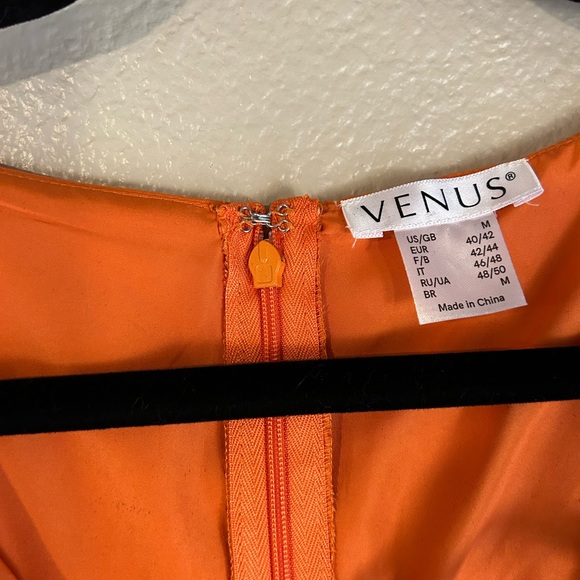 VENUS®
US/GB M
EUR 40/42
F/B 42/44
IT 46/48
RU/UA 48/50
BR M
Made in China